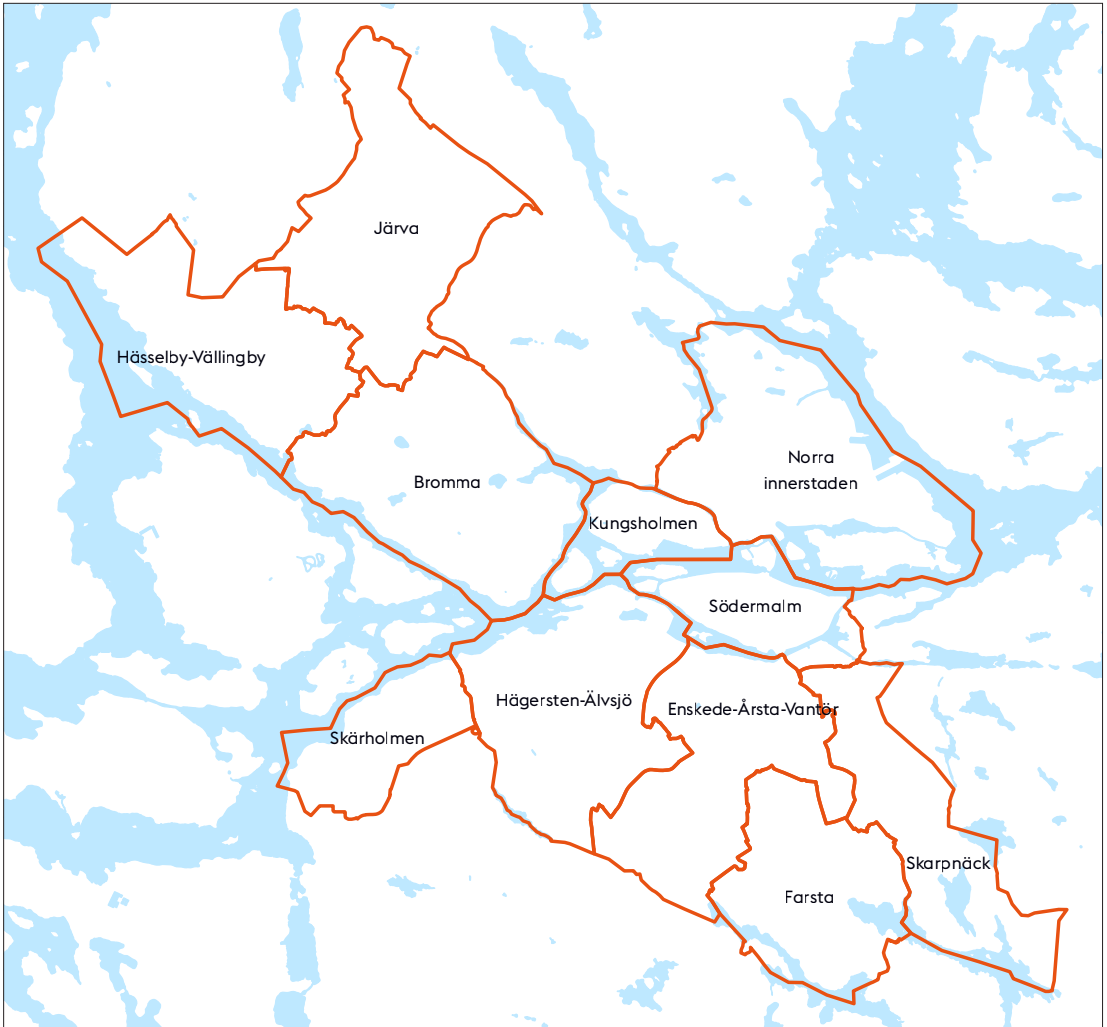 Järva
Hässelby-Vällingby
Bromma
Norra
innerstaden
Kungsholmen
Södermalm
Hägersten-Älvsjö
Enskede-Årsta-Vantör
Skärholmen
Skarpnäck
Farsta